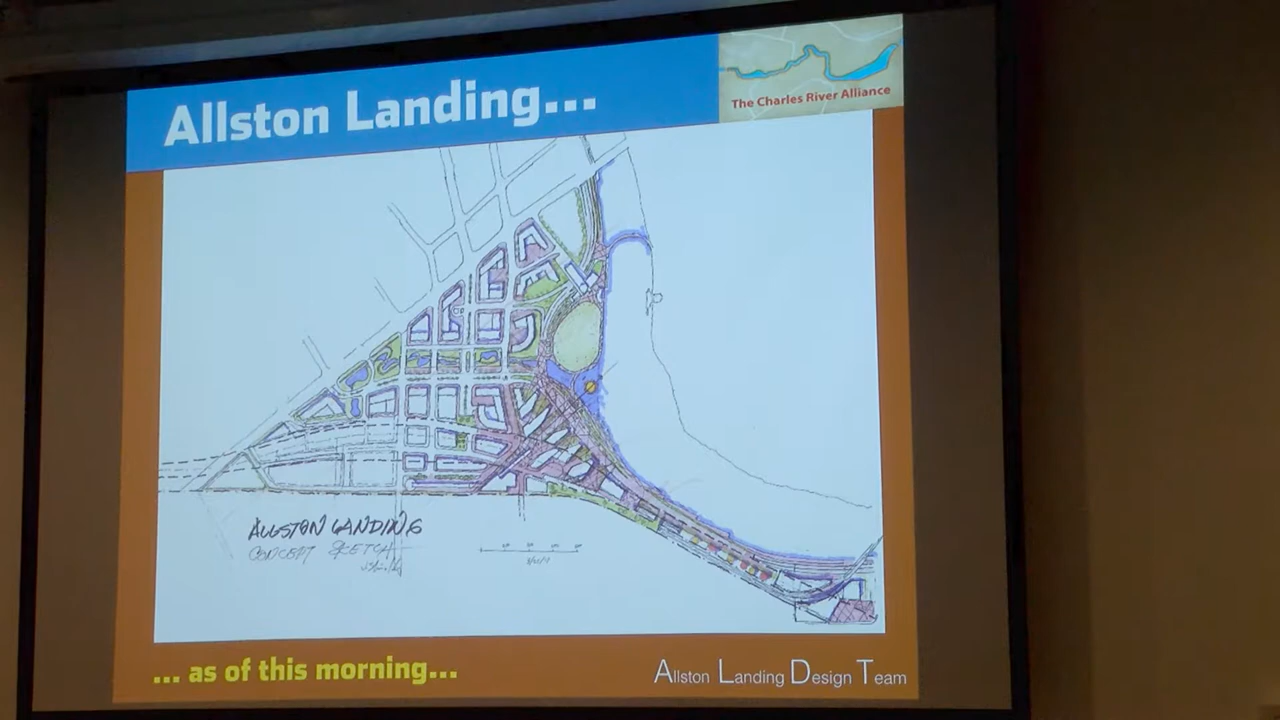 Allston Landing...
The Charles River Alliance
ALLSTON LANDING
CONCEPT SKETCH
... as of this morning...
Allston Landing Design Team